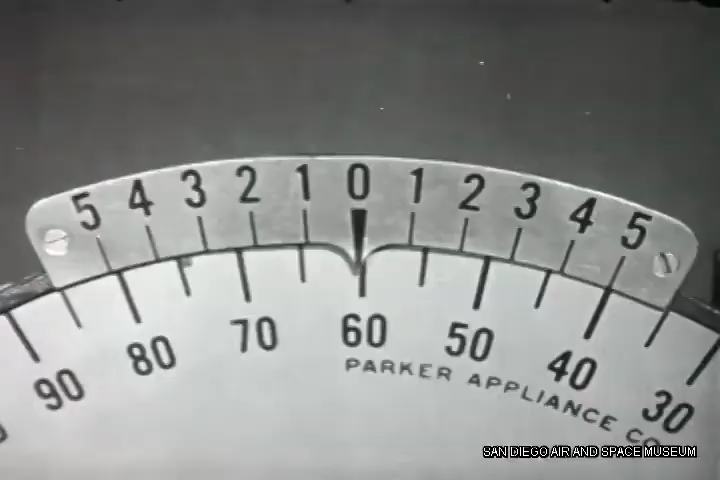 5 4 3 2 1 0 1 2 3 4 5
90 80 70 60 50 40 30
PARKER APPLIANCE CO
SAN DIEGO AIR AND SPACE MUSEUM